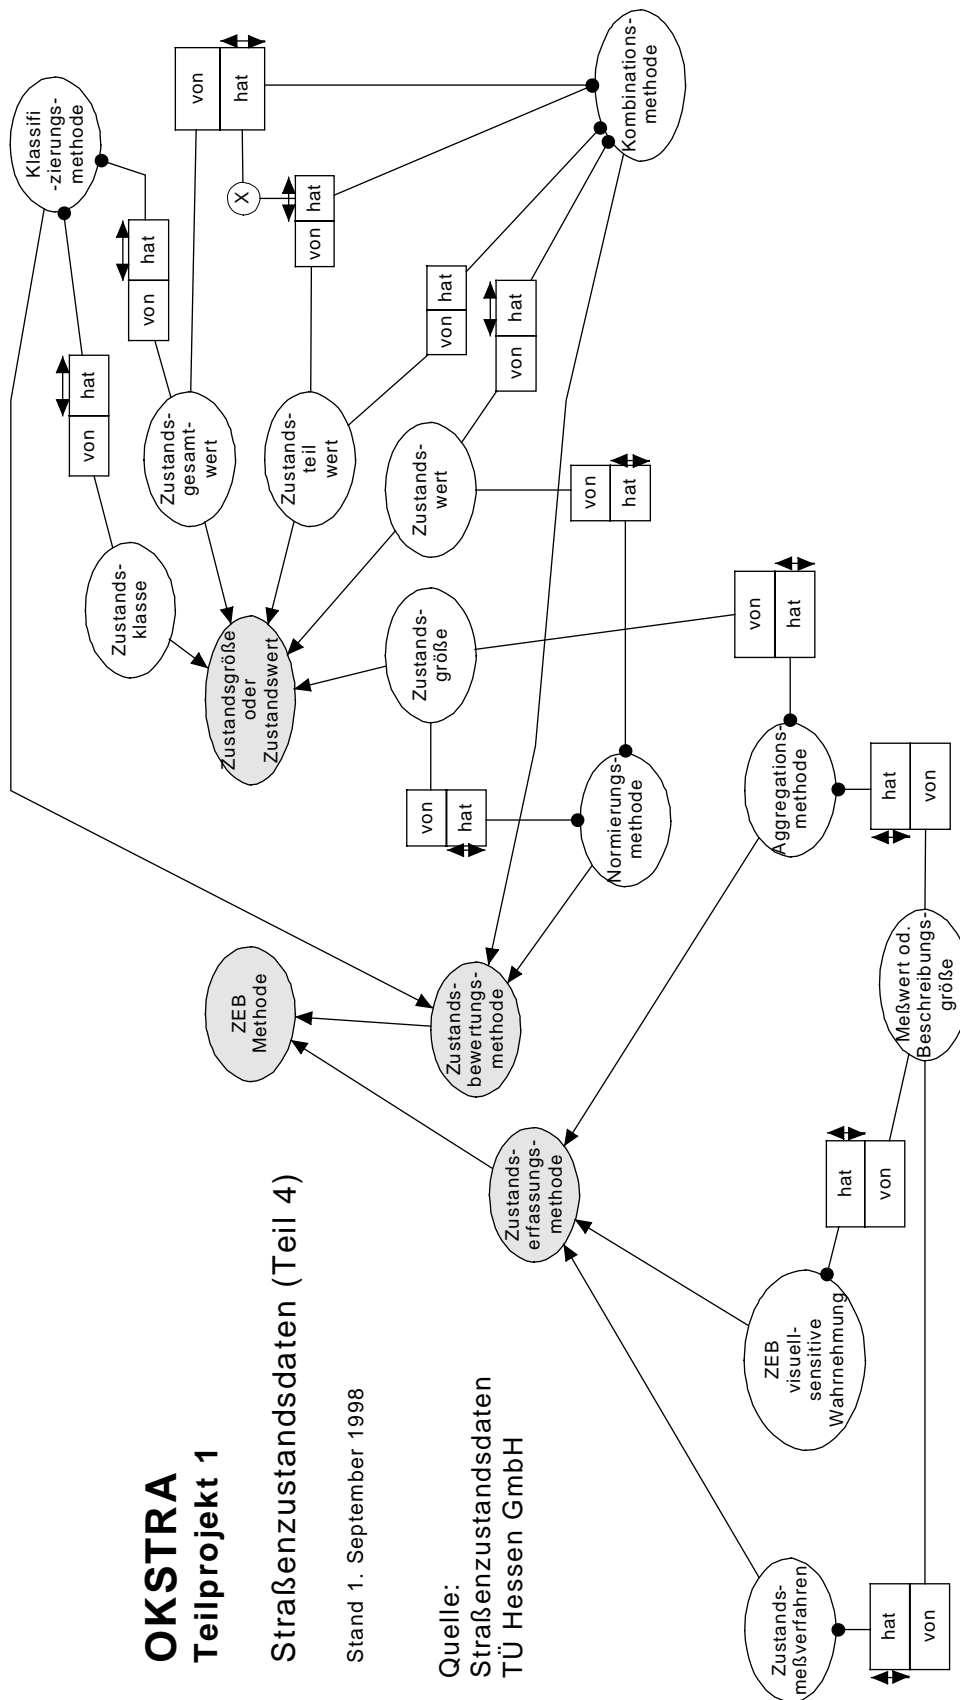 OKSTRA
Teilprojekt 1
Straßenzustandsdaten (Teil 4)
Stand 1. September 1998
Quelle:
Straßenzustandsdaten
TÜ Hessen GmbH
Klassifi
-zierungs-
methode
von
hat
hat
von
hat
von
X
hat
von
Kombinations-
methode
hat
von
hat
von
Zustands-
klasse
Zustands-
gesamt-
wert
Zustands-
teil
wert
Zustands-
wert
von
hat
Zustandsgröße
oder
Zustandswert
Zustands-
größe
von
hat
von
hat
Normierungs-
methode
Aggregations-
methode
hat
von
ZEB
Methode
Zustands-
bewertungs-
methode
Zustands-
erfassungs-
methode
Meßwert od.
Beschreibungs-
größe
hat
von
ZEB
visuell-
sensitive
Wahrnehmung
Zustands-
meßverfahren
hat
von